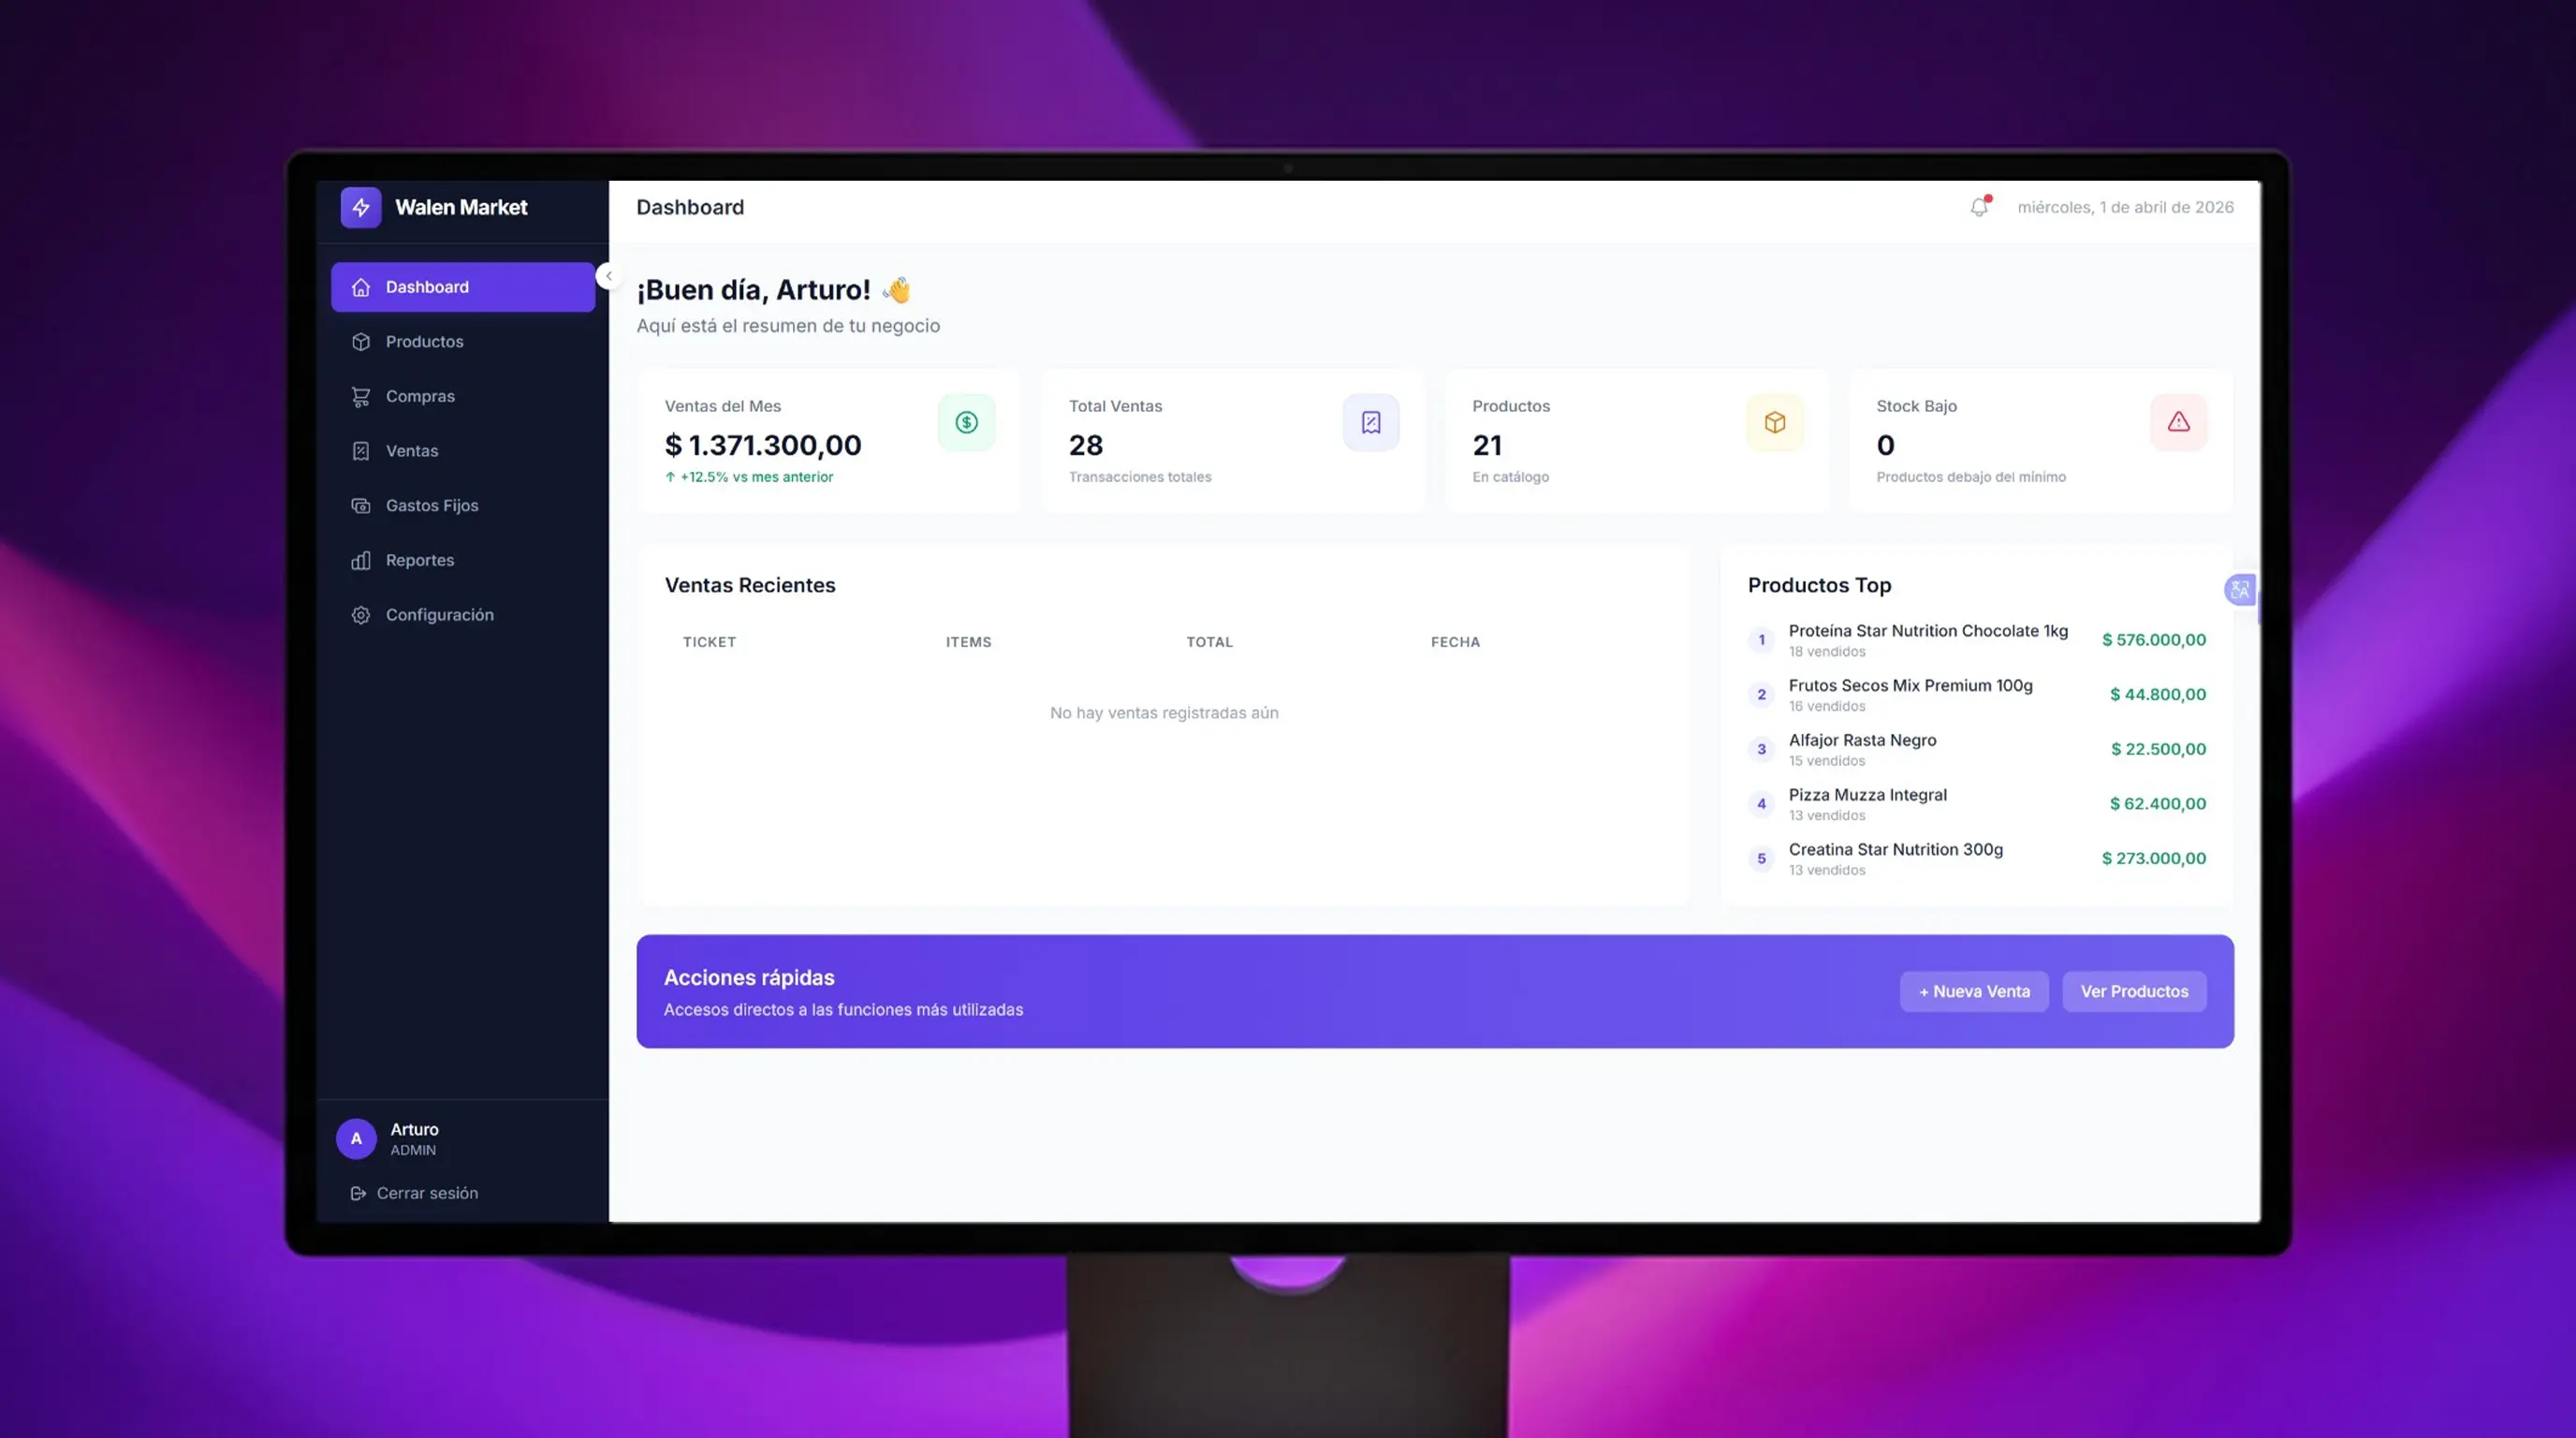 Walen Market
Dashboard
Productos
Compras
Ventas
Gastos Fijos
Reportes
Configuración
A
Arturo
ADMIN
Cerrar sesión
Dashboard
miércoles, 1 de abril de 2026
¡Buen día, Arturo! 👋
Aquí está el resumen de tu negocio
Ventas del Mes
$ 1.371.300,00
↑ +12.5% vs mes anterior
Total Ventas
28
Transacciones totales
Productos
21
En catálogo
Stock Bajo
0
Productos debajo del mínimo
Ventas Recientes
TICKET ITEMS TOTAL FECHA
No hay ventas registradas aún
Productos Top
1 Proteína Star Nutrition Chocolate 1kg $ 576.000,00
18 vendidos
2 Frutos Secos Mix Premium 100g $ 44.800,00
16 vendidos
3 Alfajor Rasta Negro $ 22.500,00
15 vendidos
4 Pizza Muzza Integral $ 62.400,00
13 vendidos
5 Creatina Star Nutrition 300g $ 273.000,00
13 vendidos
Acciones rápidas
Accesos directos a las funciones más utilizadas
+ Nueva Venta
Ver Productos